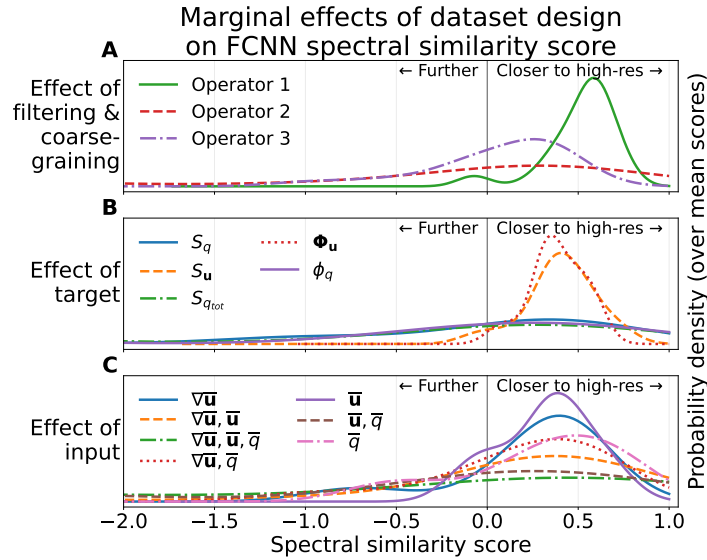 Marginal effects of dataset design
on FCNN spectral similarity score
A
Effect of
filtering &
coarse-
graining
← Further
Closer to high-res →
Operator 1
Operator 2
Operator 3
B
Effect of
target
← Further
Closer to high-res →
S_q
S_u
S_{q_{tot}}
Φ_u
ϕ_q
C
Effect of
input
← Further
Closer to high-res →
∇u̅
∇u̅, u̅
∇u̅, u̅, q̅
∇u̅, q̅
u̅
u̅, q̅
q̅
−2.0 −1.5 −1.0 −0.5 0.0 0.5 1.0
Spectral similarity score
Probability density (over mean scores)